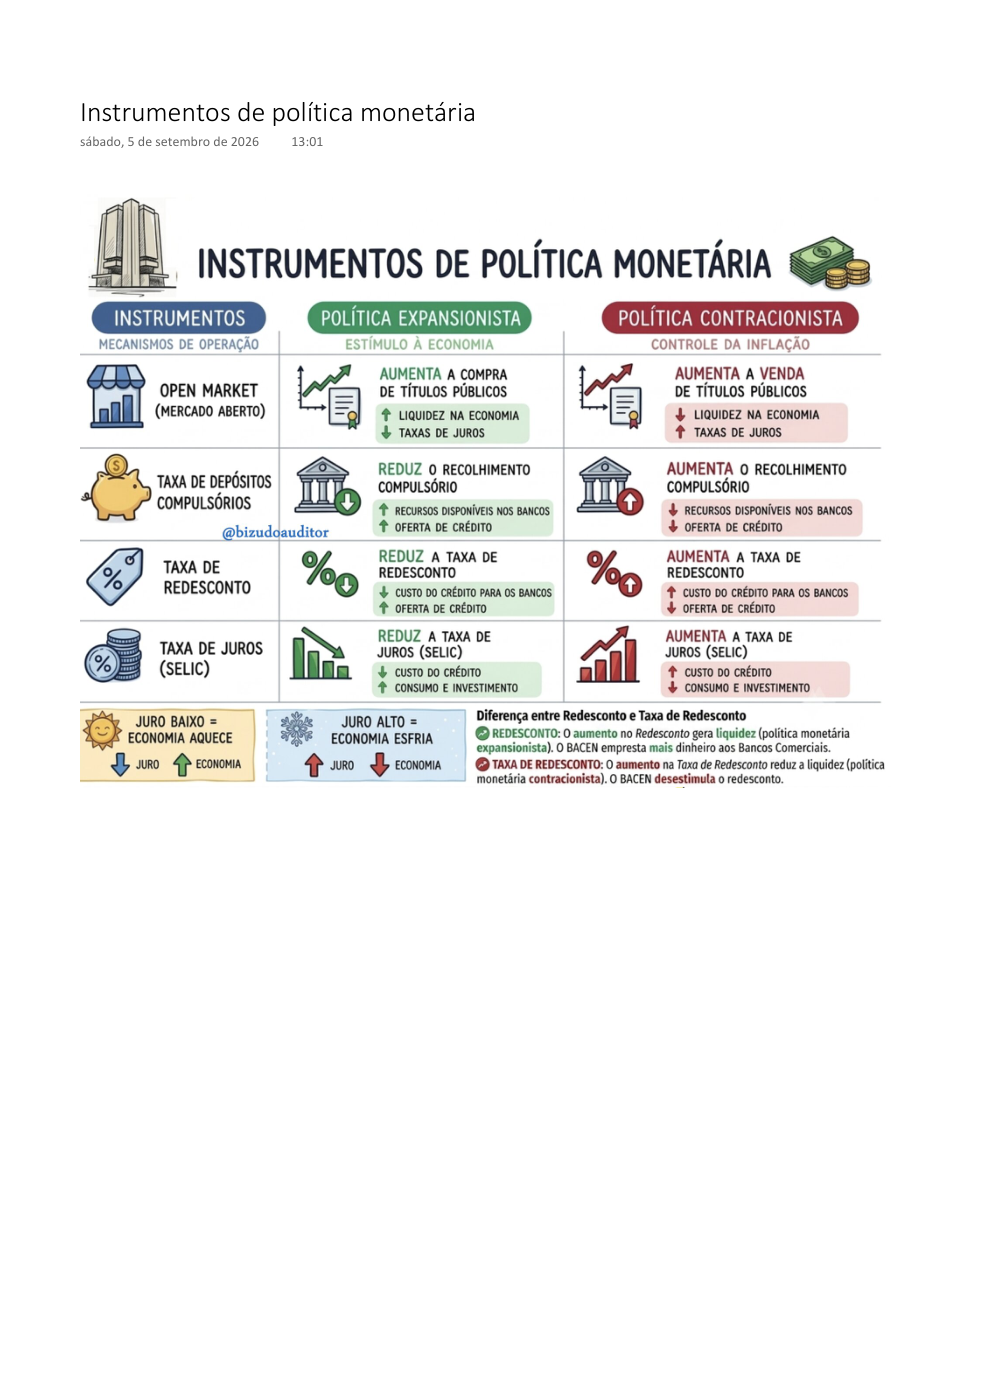 Instrumentos de política monetária
sábado, 5 de setembro de 2026 13:01
INSTRUMENTOS DE POLÍTICA MONETÁRIA
INSTRUMENTOS
MECANISMOS DE OPERAÇÃO
POLÍTICA EXPANSIONISTA
ESTÍMULO À ECONOMIA
POLÍTICA CONTRACIONISTA
CONTROLE DA INFLAÇÃO
OPEN MARKET
(MERCADO ABERTO)
AUMENTA A COMPRA
DE TÍTULOS PÚBLICOS
↑ LIQUIDEZ NA ECONOMIA
↓ TAXAS DE JUROS
AUMENTA A VENDA
DE TÍTULOS PÚBLICOS
↓ LIQUIDEZ NA ECONOMIA
↑ TAXAS DE JUROS
$
TAXA DE DEPÓSITOS
COMPULSÓRIOS
@bizudoauditor
REDUZ O RECOLHIMENTO
COMPULSÓRIO
↑ RECURSOS DISPONÍVEIS NOS BANCOS
↑ OFERTA DE CRÉDITO
AUMENTA O RECOLHIMENTO
COMPULSÓRIO
↓ RECURSOS DISPONÍVEIS NOS BANCOS
↓ OFERTA DE CRÉDITO
%
TAXA DE
REDESCONTO
%
REDUZ A TAXA DE
REDESCONTO
↓ CUSTO DO CRÉDITO PARA OS BANCOS
↑ OFERTA DE CRÉDITO
%
AUMENTA A TAXA DE
REDESCONTO
↑ CUSTO DO CRÉDITO PARA OS BANCOS
↓ OFERTA DE CRÉDITO
%
TAXA DE JUROS
(SELIC)
REDUZ A TAXA DE
JUROS (SELIC)
↓ CUSTO DO CRÉDITO
↑ CONSUMO E INVESTIMENTO
AUMENTA A TAXA DE
JUROS (SELIC)
↑ CUSTO DO CRÉDITO
↓ CONSUMO E INVESTIMENTO
JURO BAIXO =
ECONOMIA AQUECE
↓ JURO ↑ ECONOMIA
JURO ALTO =
ECONOMIA ESFRIA
↑ JURO ↓ ECONOMIA
Diferença entre Redesconto e Taxa de Redesconto
REDESCONTO: O aumento no Redesconto gera liquidez (política monetária
expansionista). O BACEN empresta mais dinheiro aos Bancos Comerciais.
TAXA DE REDESCONTO: O aumento na Taxa de Redesconto reduz a liquidez (política
monetária contracionista). O BACEN desestimula o redesconto.